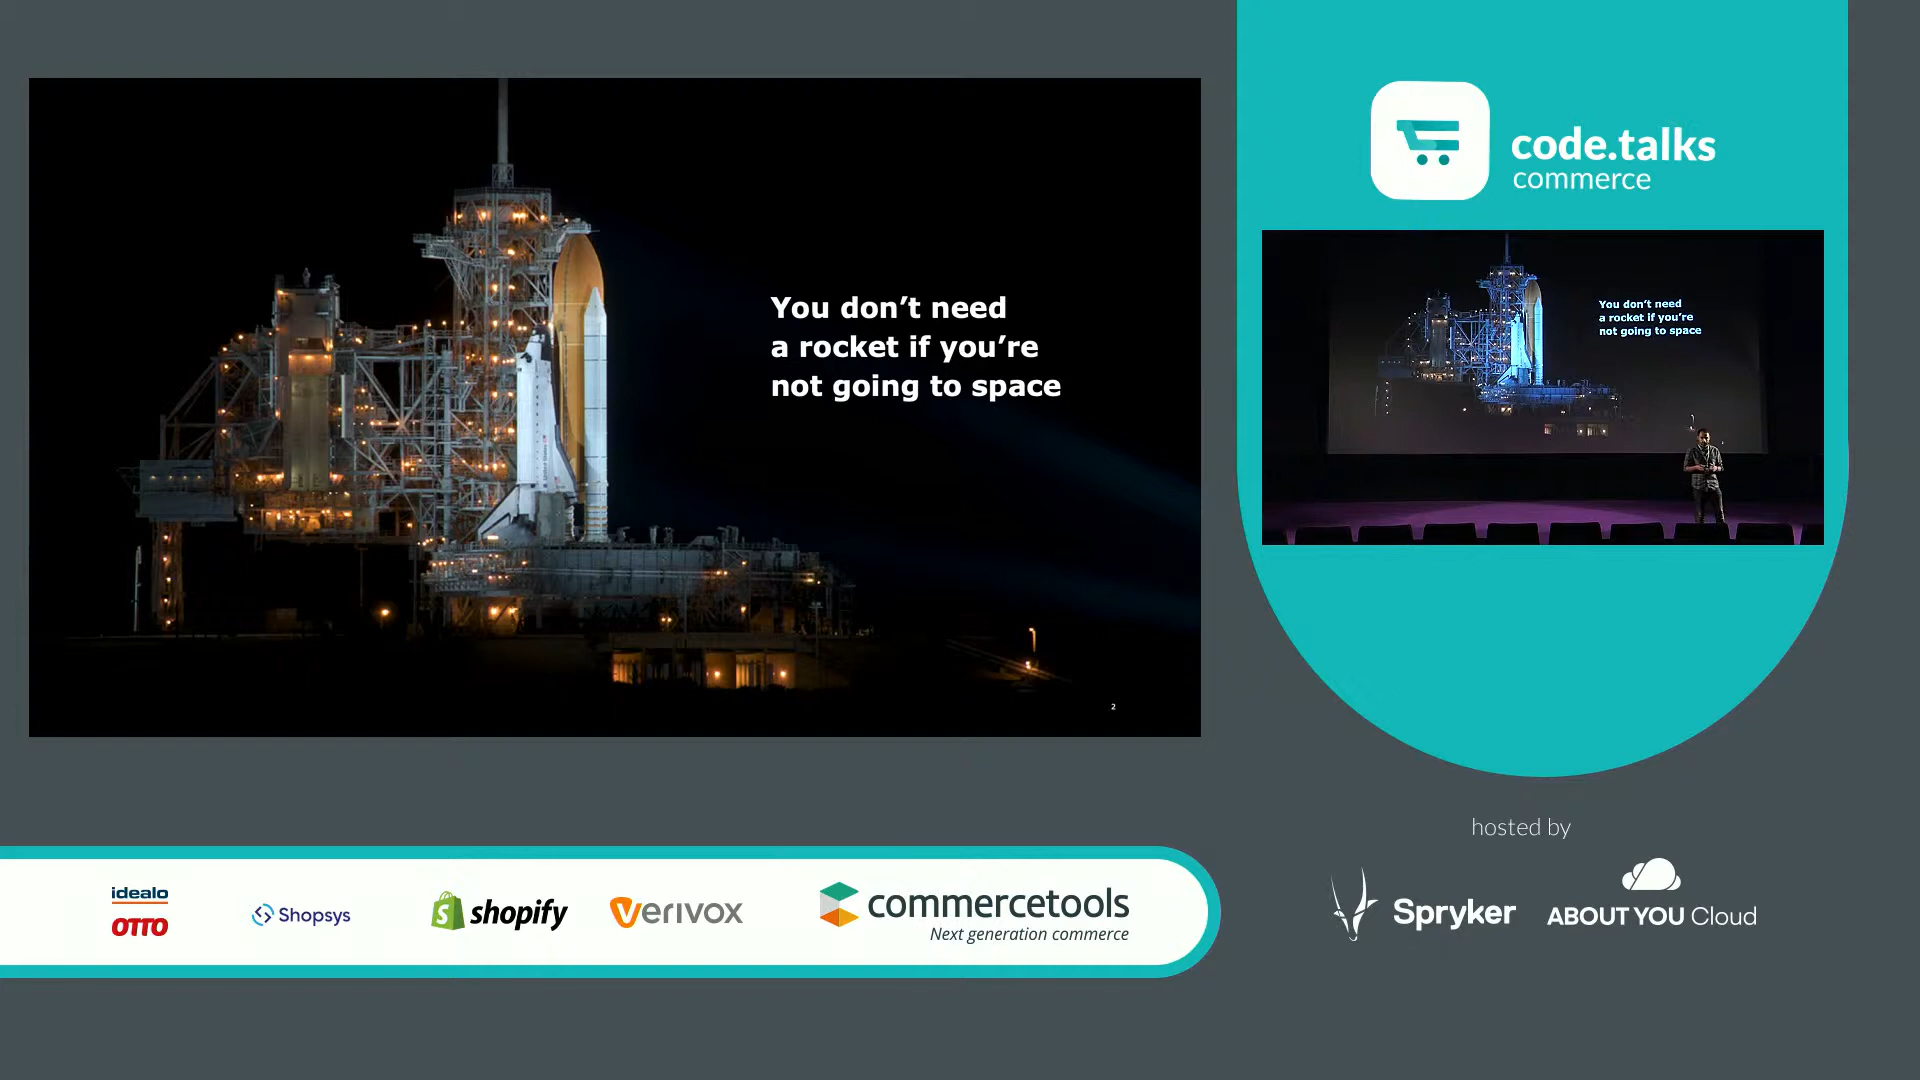 You don’t need
a rocket if you’re
not going to space
2
code.talks
commerce
You don’t need
a rocket if you’re
not going to space
hosted by
Spryker
ABOUT YOU Cloud
idealo
OTTO
Shopsys
shopify
VERIVOX
commercetools
Next generation commerce